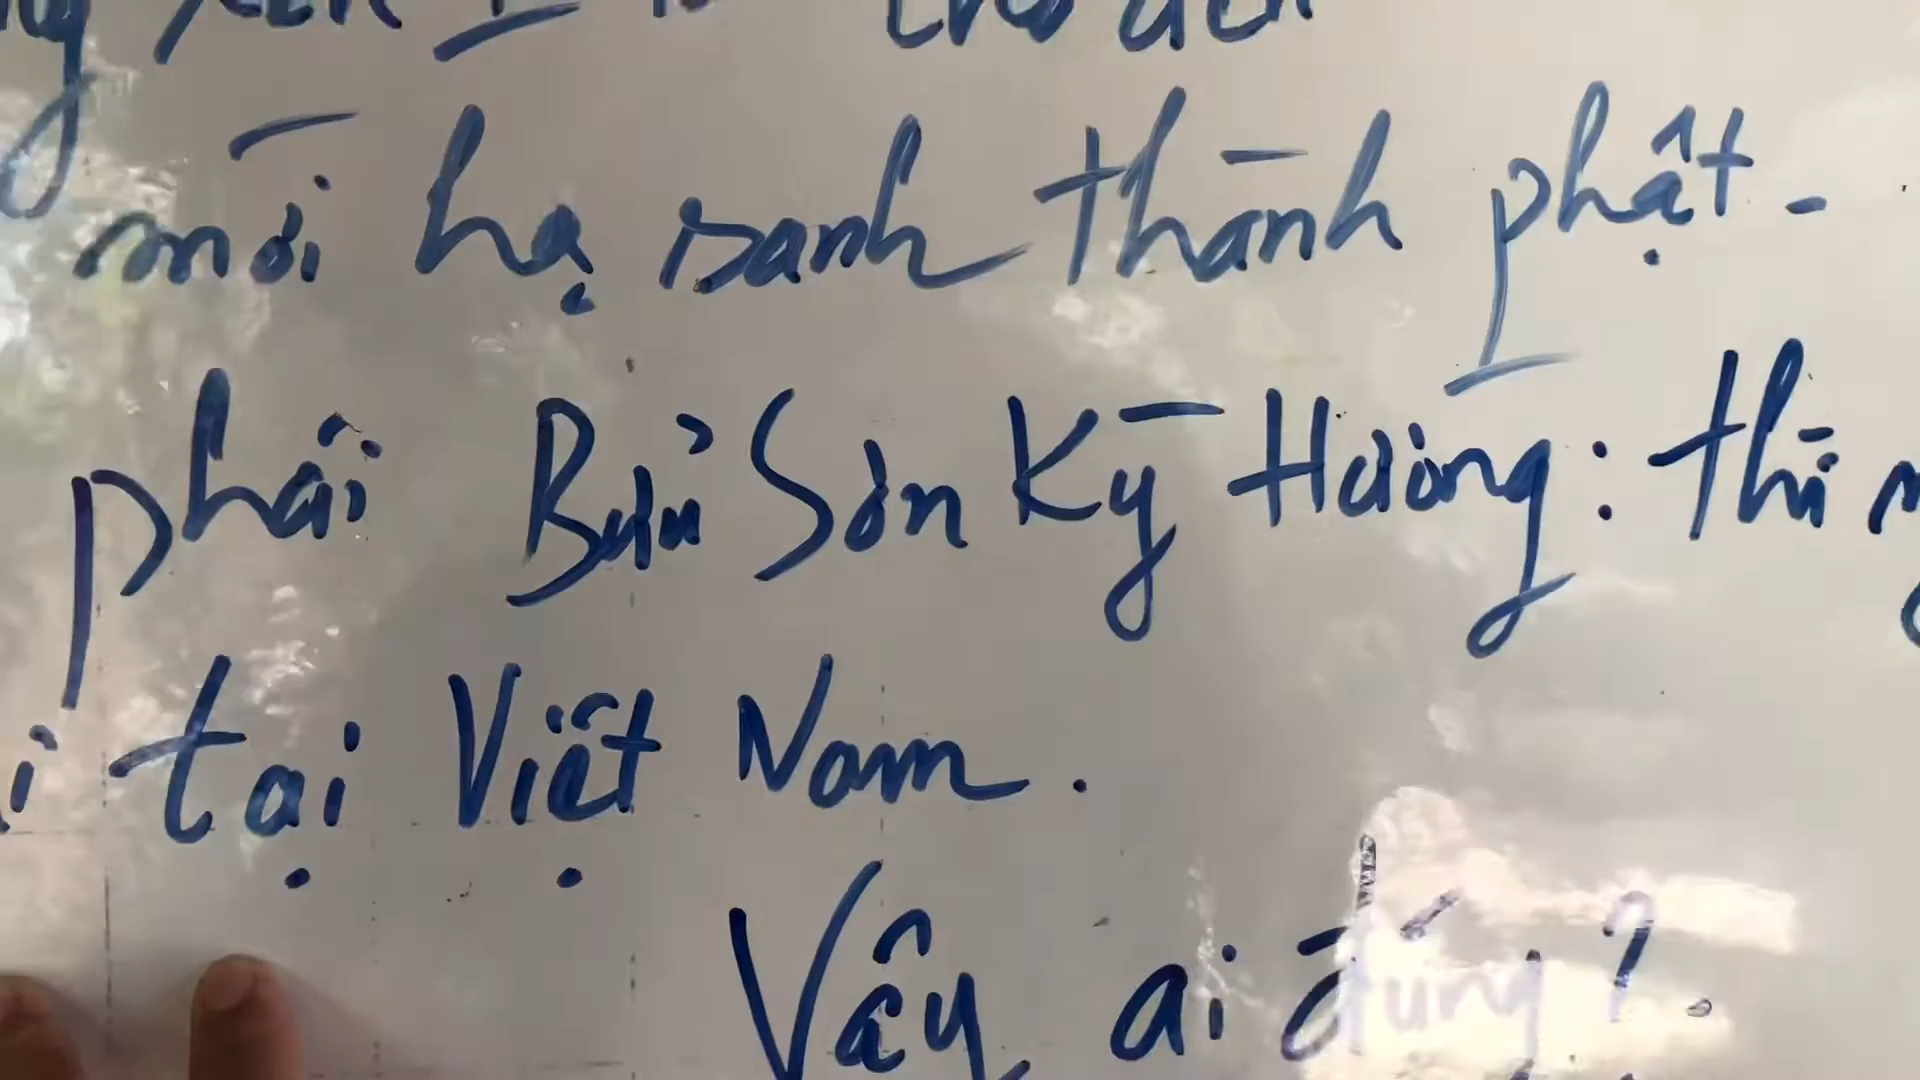 mới hạ sanh thành phật.
phái Bửu Sơn Kỳ Hương: thì
tại Việt Nam.
Vậy ai đúng?